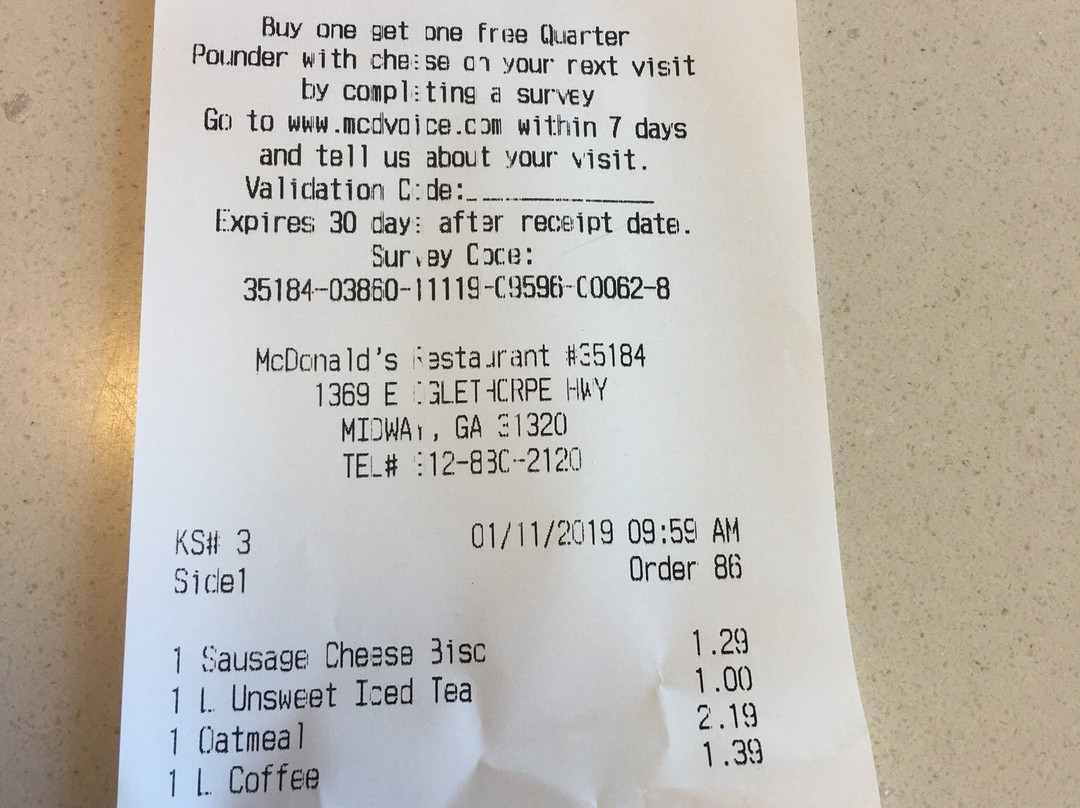 Buy one get one free Quarter
Pounder with cheese on your next visit
by completing a survey
Go to www.mcdvoice.com within 7 days
and tell us about your visit.
Validation Code:______________
Expires 30 days after receipt date.
Survey Code:
35184-03860-11119-09596-00062-8
McDonald's Restaurant #35184
1369 E OGLETHORPE HWY
MIDWAY, GA 31320
TEL# 912-880-2120
KS# 3 01/11/2019 09:59 AM
Side1 Order 86
1 Sausage Cheese Bisc 1.29
1 L Unsweet Iced Tea 1.00
1 Oatmeal 2.19
1 L Coffee 1.39